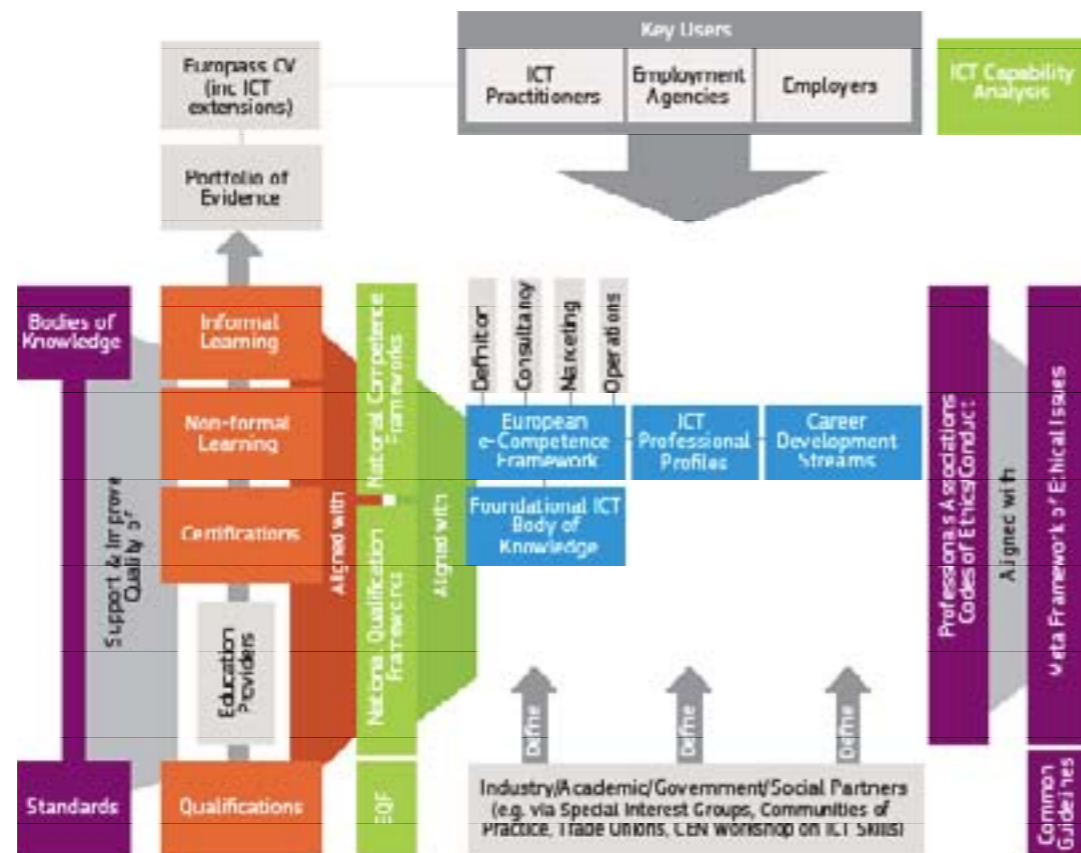 Key Users
Europass CV
(inc ICT
extensions)
ICT
Practitioners
Employment
Agencies
Employers
ICT Capability
Analysis
Portfolio of
Evidence
Bodies of
Knowledge
Informal
Learning
National Competence
Frameworks
Definition
Consultancy
Marketing
Operations
Non-formal
Learning
European
e-Competence
Framework
ICT
Professional
Profiles
Career
Development
Streams
Support & Improve
Quality of
Certifications
Aligned with
Aligned with
Foundational ICT
Body of
Knowledge
Professionals Associations
Codes of Ethics/Conduct
Aligned with
Meta Framework of Ethical Issues
Education
Providers
National Qualification
Frameworks
Define
Define
Define
Standards
Qualifications
EQF
Industry/Academic/Government/Social Partners
(e.g. via Special Interest Groups, Communities of
Practice, Trade Unions, CEN Workshop on ICT Skills)
Common
Guidelines